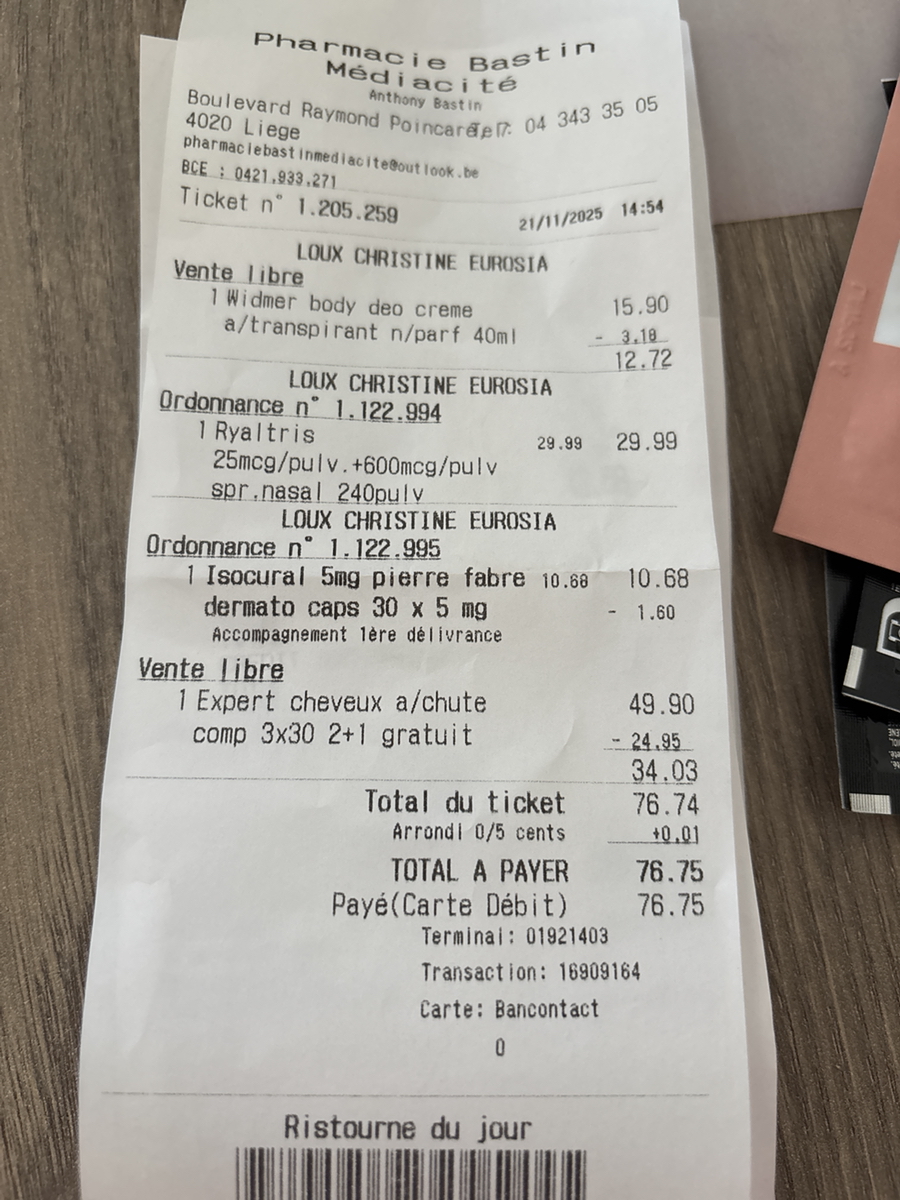 Pharmacie Bastin
Médiacité
Anthony Bastin
Boulevard Raymond Poincaré 7 Tel: 04 343 35 05
4020 Liege
pharmaciebastinmediacite@outlook.be
BCE : 0421.933.271
Ticket n° 1.205.259 21/11/2025 14:54
LOUX CHRISTINE EUROSIA
Vente libre
1 Widmer body deo creme 15.90
a/transpirant n/parf 40ml - 3.18
12.72
LOUX CHRISTINE EUROSIA
Ordonnance n° 1.122.994
1 Ryaltris 29.99 29.99
25mcg/pulv.+600mcg/pulv
spr.nasal 240pulv
LOUX CHRISTINE EUROSIA
Ordonnance n° 1.122.995
1 Isocural 5mg pierre fabre 10.68 10.68
dermato caps 30 x 5 mg - 1.60
Accompagnement 1ère délivrance
Vente libre
1 Expert cheveux a/chute 49.90
comp 3x30 2+1 gratuit - 24.95
34.03
Total du ticket 76.74
Arrondi 0/5 cents +0.01
TOTAL A PAYER 76.75
Payé(Carte Débit) 76.75
Terminal: 01921403
Transaction: 16909164
Carte: Bancontact
0
Ristourne du jour